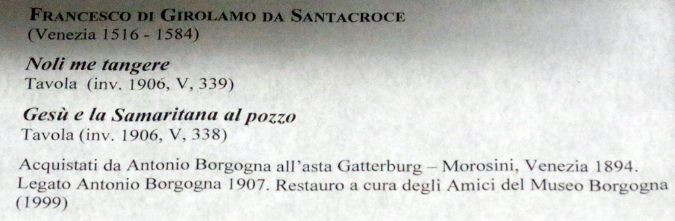 FRANCESCO DI GIROLAMO DA SANTACROCE
(Venezia 1516 - 1584)
Noli me tangere
Tavola (inv. 1906, V, 339)
Gesù e la Samaritana al pozzo
Tavola (inv. 1906, V, 338)
Acquistati da Antonio Borgogna all'asta Gatterburg – Morosini, Venezia 1894.
Legato Antonio Borgogna 1907. Restauro a cura degli Amici del Museo Borgogna
(1999)